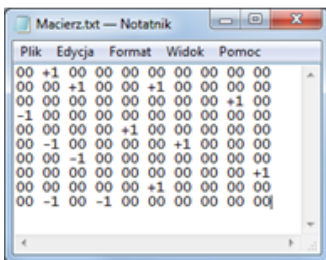 Macierz.txt — Notatnik
Plik Edycja Format Widok Pomoc
00 +1 00 00 00 00 00 00 00 00
00 00 +1 00 00 +1 00 00 00 00
00 00 00 00 00 00 00 00 +1 00
-1 00 00 00 00 00 00 00 00 00
00 00 00 00 +1 00 00 00 00 00
00 -1 00 00 00 00 +1 00 00 00
00 00 -1 00 00 00 00 00 00 00
00 00 00 00 00 00 00 00 00 +1
00 00 00 00 00 +1 00 00 00 00
00 -1 00 -1 00 00 00 00 00 00